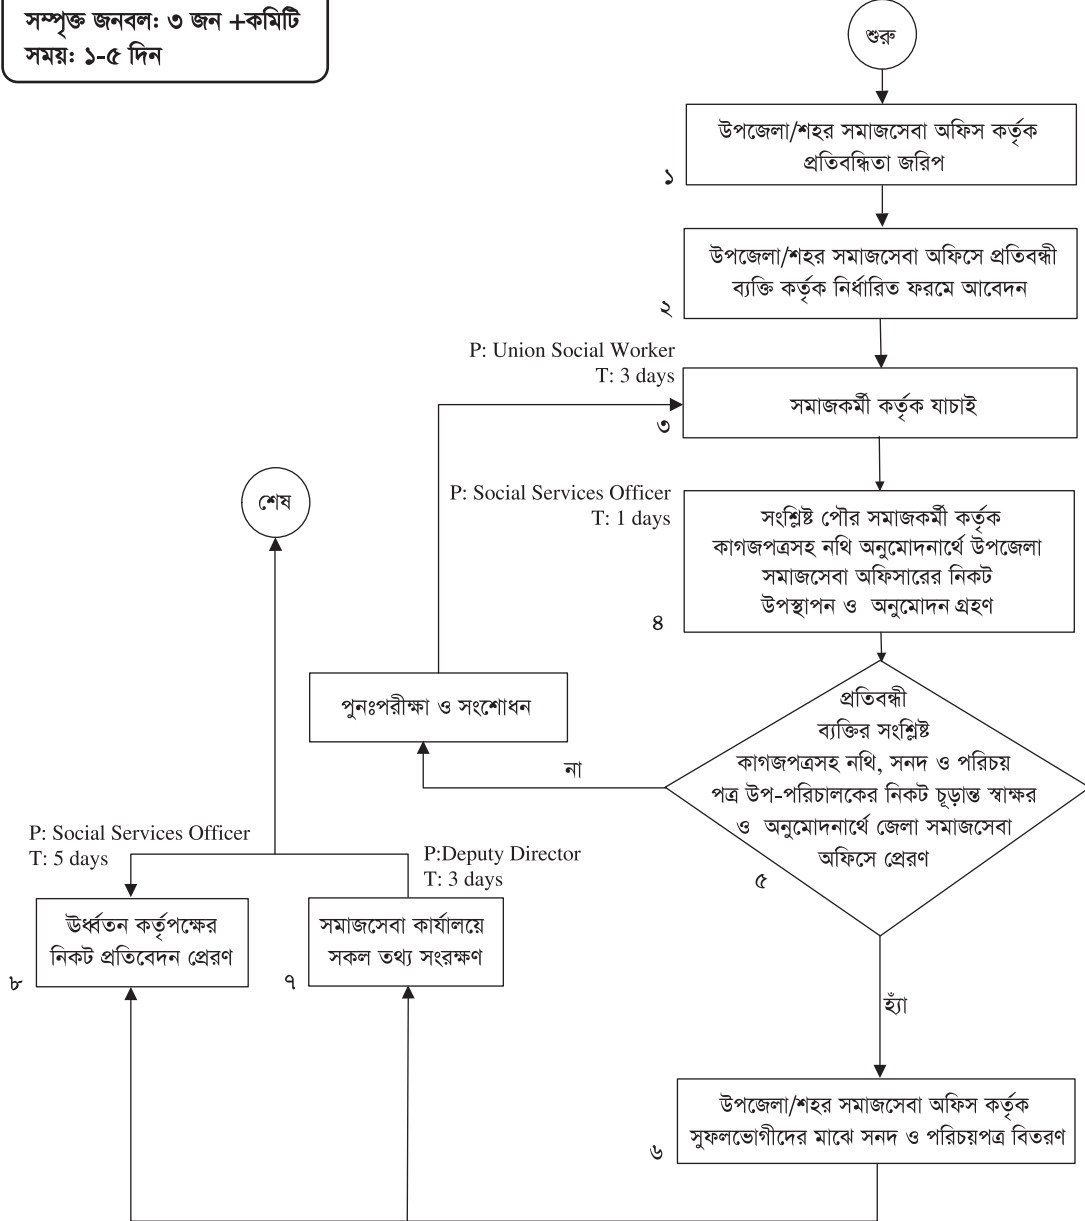 সম্পৃক্ত জনবল: ৩ জন +কমিটি
সময়: ১-৫ দিন
শুরু
উপজেলা/শহর সমাজসেবা অফিস কর্তৃক
প্রতিবন্ধিতা জরিপ
১
উপজেলা/শহর সমাজসেবা অফিসে প্রতিবন্ধী
ব্যক্তি কর্তৃক নির্ধারিত ফরমে আবেদন
২
P: Union Social Worker
T: 3 days
সমাজকর্মী কর্তৃক যাচাই
৩
P: Social Services Officer
T: 1 days
সংশ্লিষ্ট পৌর সমাজকর্মী কর্তৃক
কাগজপত্রসহ নথি অনুমোদনার্থে উপজেলা
সমাজসেবা অফিসারের নিকট
উপস্থাপন ও অনুমোদন গ্রহণ
৪
শেষ
পুনঃপরীক্ষা ও সংশোধন
না
প্রতিবন্ধী
ব্যক্তির সংশ্লিষ্ট
কাগজপত্রসহ নথি, সনদ ও পরিচয়
পত্র উপ-পরিচালকের নিকট চূড়ান্ত স্বাক্ষর
ও অনুমোদনার্থে জেলা সমাজসেবা
অফিসে প্রেরণ
৫
P: Social Services Officer
T: 5 days
ঊর্ধ্বতন কর্তৃপক্ষের
নিকট প্রতিবেদন প্রেরণ
৮
P:Deputy Director
T: 3 days
সমাজসেবা কার্যালয়ে
সকল তথ্য সংরক্ষণ
৭
হ্যাঁ
উপজেলা/শহর সমাজসেবা অফিস কর্তৃক
সুফলভোগীদের মাঝে সনদ ও পরিচয়পত্র বিতরণ
৬